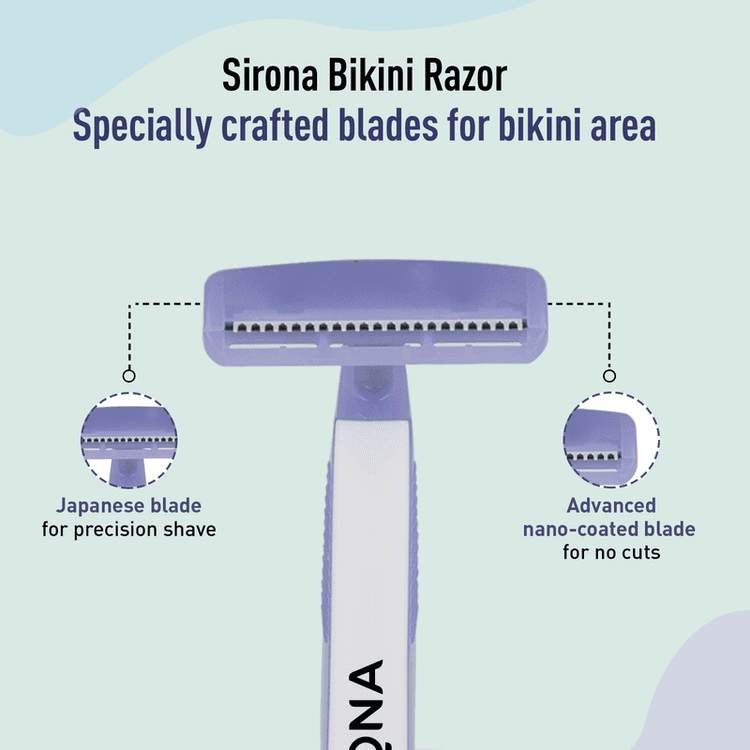 Sirona Bikini Razor
Specially crafted blades for bikini area
Japanese blade
for precision shave
Advanced
nano-coated blade
for no cuts